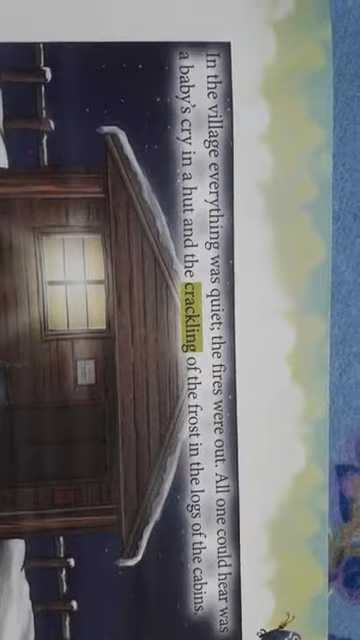 In the village everything was quiet; the fires were out. All one could hear was
a baby's cry in a hut and the crackling of the frost in the logs of the cabins.